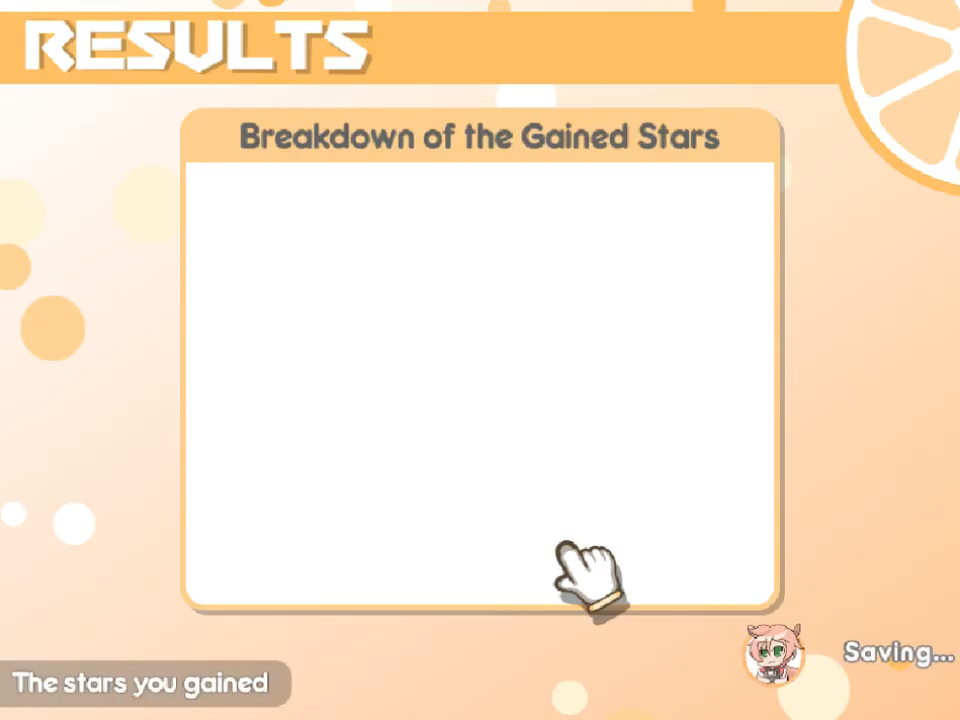 RESULTS
Breakdown of the Gained Stars
Saving...
The stars you gained